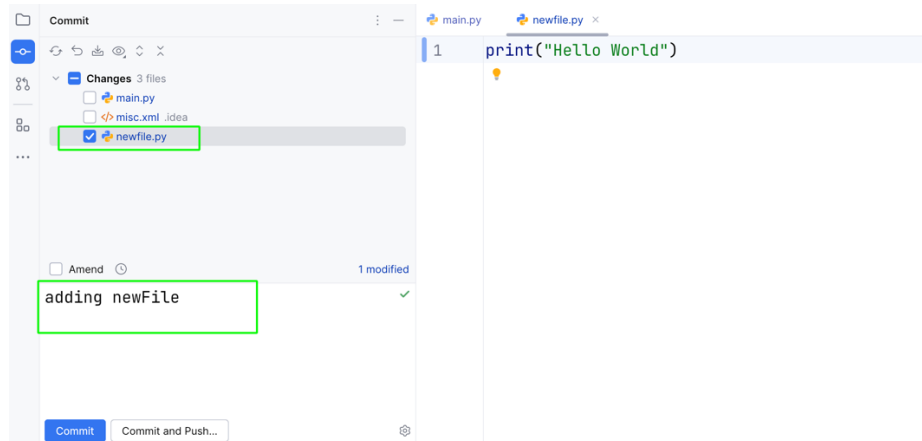 Commit
Changes 3 files
main.py
misc.xml .idea
newfile.py
Amend
1 modified
adding newFile
Commit
Commit and Push...
main.py
newfile.py
1
print("Hello World")